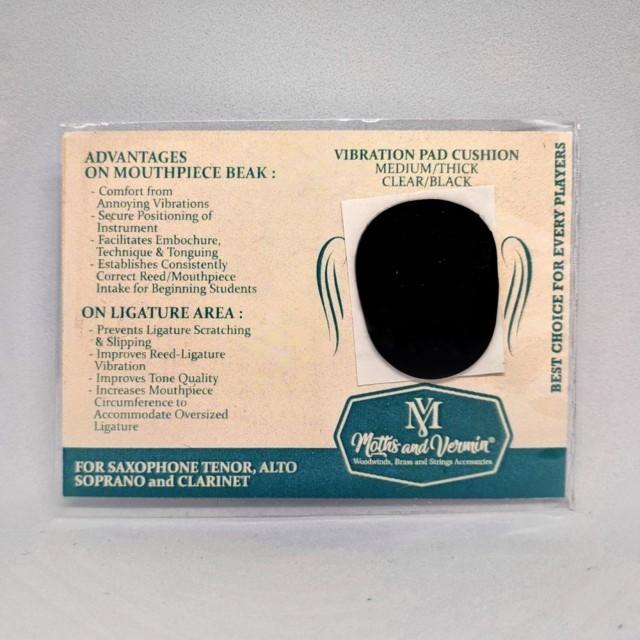 ADVANTAGES
ON MOUTHPIECE BEAK :
- Comfort from
Annoying Vibrations
- Secure Positioning of
Instrument
- Facilitates Embochure,
Technique & Tonguing
- Establishes Consistently
Correct Reed/Mouthpiece
Intake for Beginning Students
ON LIGATURE AREA :
- Prevents Ligature Scratching
& Slipping
- Improves Reed-Ligature
Vibration
- Improves Tone Quality
- Increases Mouthpiece
Circumference to
Accommodate Oversized
Ligature
FOR SAXOPHONE TENOR, ALTO
SOPRANO and CLARINET
VIBRATION PAD CUSHION
MEDIUM/THICK
CLEAR/BLACK
MV
Moths and Vermin®
Woodwinds, Brass and Strings Accessories
BEST CHOICE FOR EVERY PLAYERS